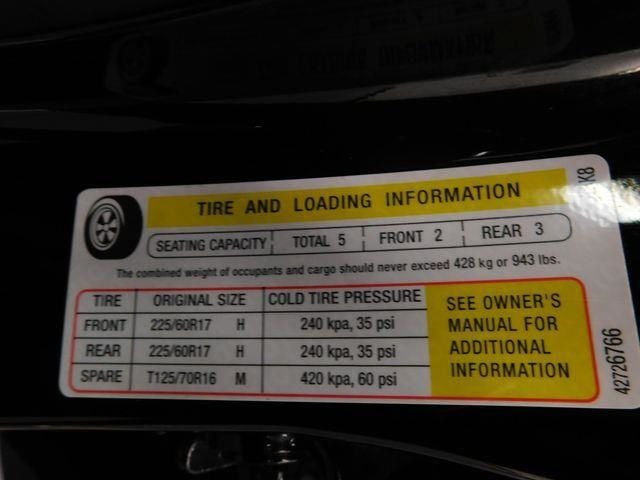 TIRE AND LOADING INFORMATION
SEATING CAPACITY TOTAL 5 FRONT 2 REAR 3
The combined weight of occupants and cargo should never exceed 428 kg or 943 lbs.
TIRE ORIGINAL SIZE COLD TIRE PRESSURE
FRONT 225/60R17 H 240 kpa, 35 psi
REAR 225/60R17 H 240 kpa, 35 psi
SPARE T125/70R16 M 420 kpa, 60 psi
SEE OWNER'S
MANUAL FOR
ADDITIONAL
INFORMATION
42726766